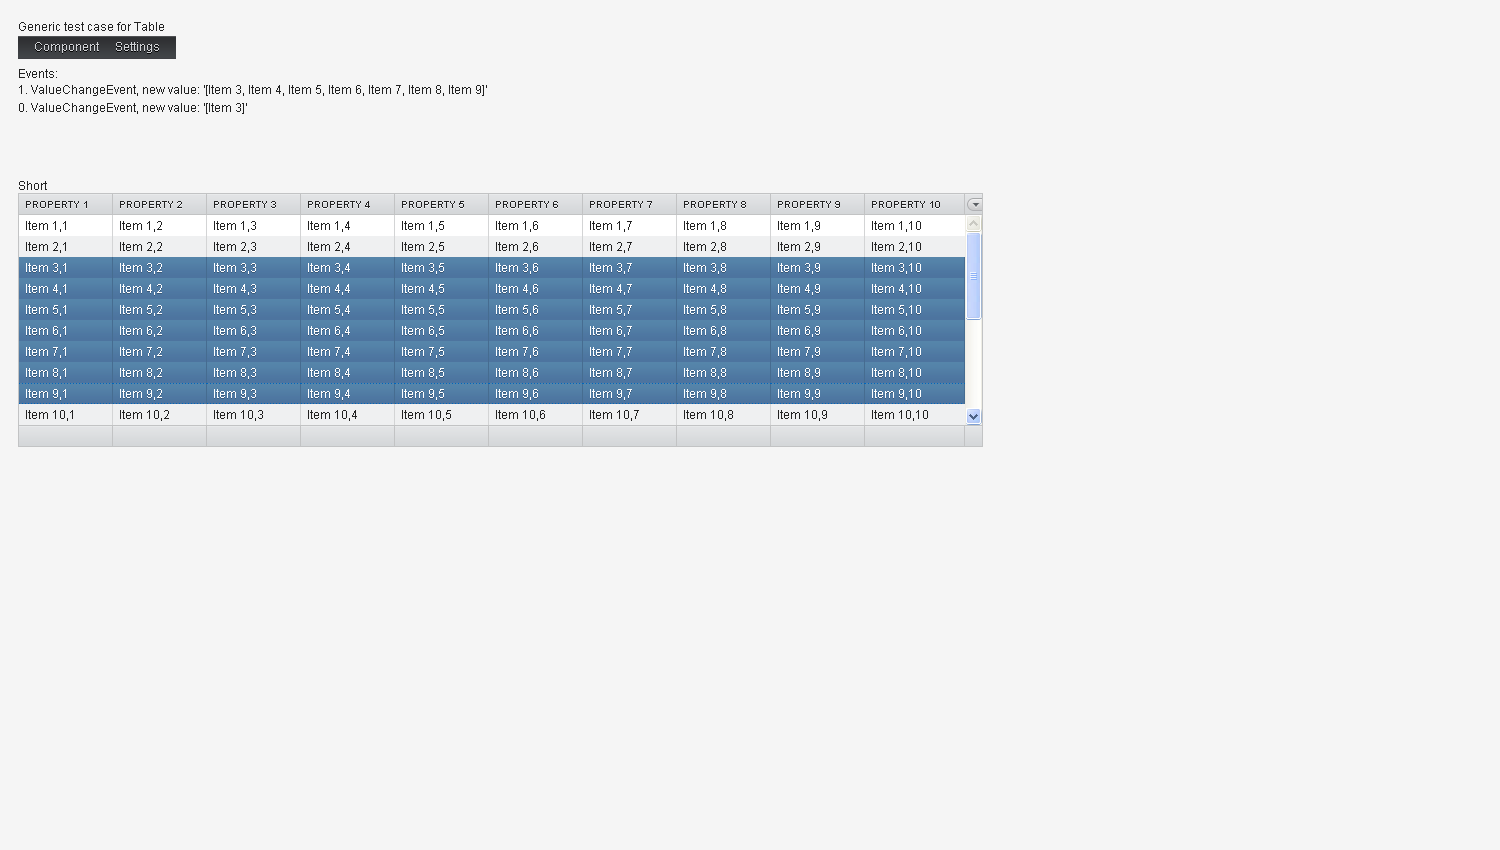 Generic test case for Table
Component Settings
Events:
1. ValueChangeEvent, new value: '[Item 3, Item 4, Item 5, Item 6, Item 7, Item 8, Item 9]'
0. ValueChangeEvent, new value: '[Item 3]'
Short
PROPERTY 1 PROPERTY 2 PROPERTY 3 PROPERTY 4 PROPERTY 5 PROPERTY 6 PROPERTY 7 PROPERTY 8 PROPERTY 9 PROPERTY 10
Item 1,1 Item 1,2 Item 1,3 Item 1,4 Item 1,5 Item 1,6 Item 1,7 Item 1,8 Item 1,9 Item 1,10
Item 2,1 Item 2,2 Item 2,3 Item 2,4 Item 2,5 Item 2,6 Item 2,7 Item 2,8 Item 2,9 Item 2,10
Item 3,1 Item 3,2 Item 3,3 Item 3,4 Item 3,5 Item 3,6 Item 3,7 Item 3,8 Item 3,9 Item 3,10
Item 4,1 Item 4,2 Item 4,3 Item 4,4 Item 4,5 Item 4,6 Item 4,7 Item 4,8 Item 4,9 Item 4,10
Item 5,1 Item 5,2 Item 5,3 Item 5,4 Item 5,5 Item 5,6 Item 5,7 Item 5,8 Item 5,9 Item 5,10
Item 6,1 Item 6,2 Item 6,3 Item 6,4 Item 6,5 Item 6,6 Item 6,7 Item 6,8 Item 6,9 Item 6,10
Item 7,1 Item 7,2 Item 7,3 Item 7,4 Item 7,5 Item 7,6 Item 7,7 Item 7,8 Item 7,9 Item 7,10
Item 8,1 Item 8,2 Item 8,3 Item 8,4 Item 8,5 Item 8,6 Item 8,7 Item 8,8 Item 8,9 Item 8,10
Item 9,1 Item 9,2 Item 9,3 Item 9,4 Item 9,5 Item 9,6 Item 9,7 Item 9,8 Item 9,9 Item 9,10
Item 10,1 Item 10,2 Item 10,3 Item 10,4 Item 10,5 Item 10,6 Item 10,7 Item 10,8 Item 10,9 Item 10,10